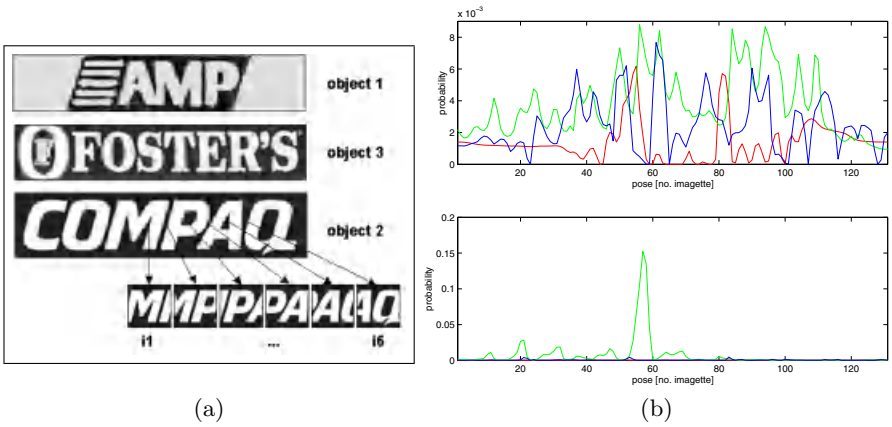 AMP
object 1
FOSTER'S
object 3
COMPAQ
object 2
M MP PA PA AQ AQ
i1 ... i6
(a)
x 10⁻³
8
6
4
2
0
probability
20 40 60 80 100 120
pose [no. imagette]
0.2
0.15
0.1
0.05
0
probability
20 40 60 80 100 120
pose [no. imagette]
(b)